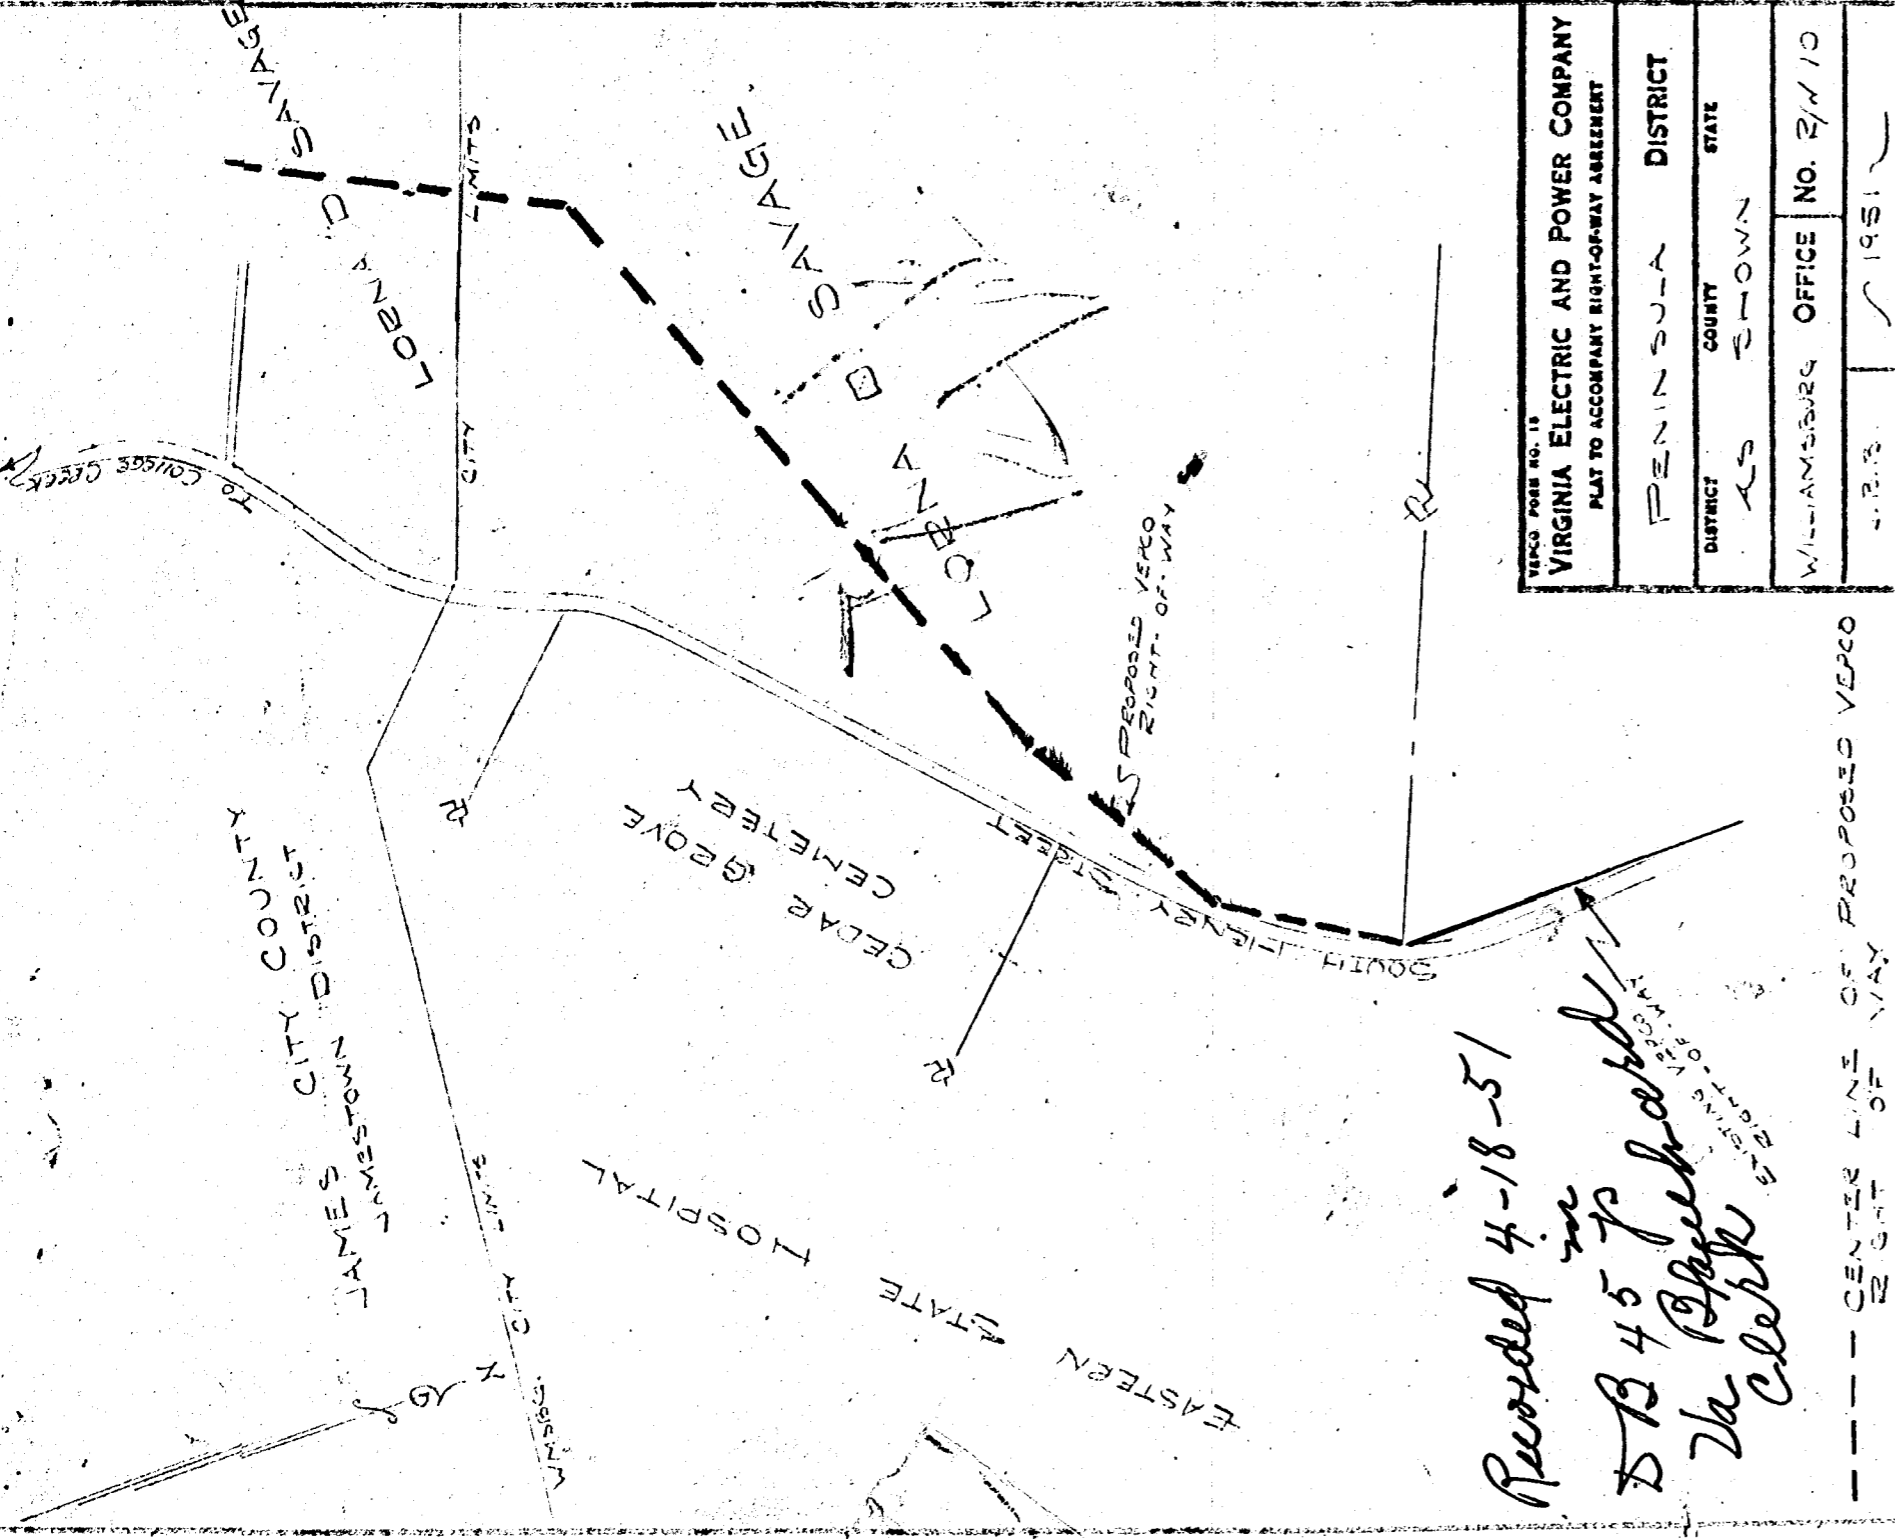 SAVAGE
D
LOBNA
CITY LIMITS
TO COLLEGE CREEK
LOBNA D SAVAGE.
PROPOSED VEPCO
RIGHT-OF-WAY
JAMES CITY COUNTY
JAMESTOWN DISTRICT
CEDAR GROVE
CEMETERY
SOUTH HENRY STREET
EASTERN STATE HOSPITAL
WMSBG. CITY LIMITS
N
RIGHT-OF-WAY
Recorded 4-18-51
in
D B 45 p
Va
Clerk
--- CENTER LINE OF PROPOSED VEPCO
RIGHT OF WAY
VEPCO FORM NO. 18
VIRGINIA ELECTRIC AND POWER COMPANY
PLAT TO ACCOMPANY RIGHT-OF-WAY AGREEMENT
PENINSULA DISTRICT
DISTRICT COUNTY STATE
AS SHOWN
WILLIAMSBURG OFFICE NO. R/W 10
1951